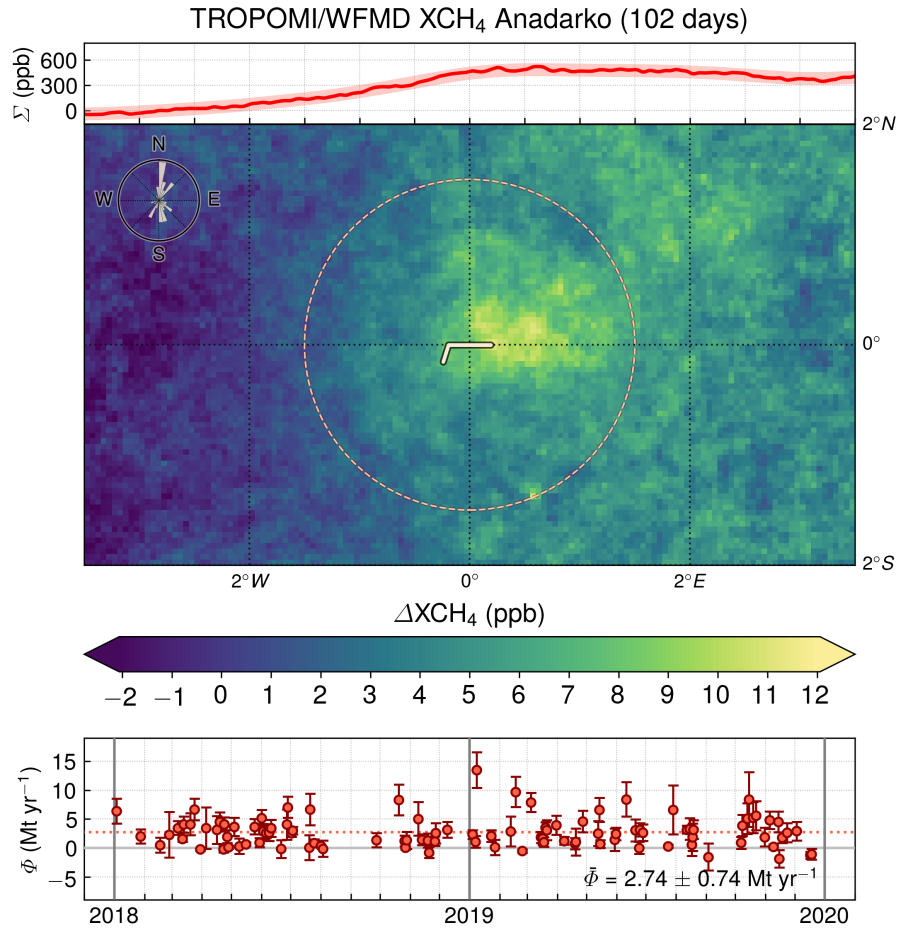 TROPOMI/WFMD XCH₄ Anadarko (102 days)
Σ (ppb)
600
300
0
N
W E
S
2°N
0°
2°S
2°W 0° 2°E
ΔXCH₄ (ppb)
−2 −1 0 1 2 3 4 5 6 7 8 9 10 11 12
Φ (Mt yr⁻¹)
15
10
5
0
−5
Φ̄ = 2.74 ± 0.74 Mt yr⁻¹
2018 2019 2020